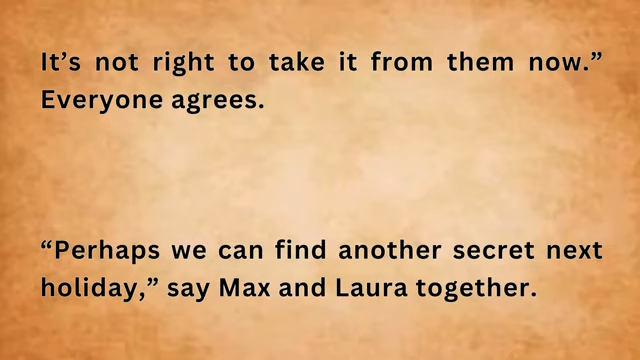 It’s not right to take it from them now.”
Everyone agrees.
“Perhaps we can find another secret next
holiday,” say Max and Laura together.